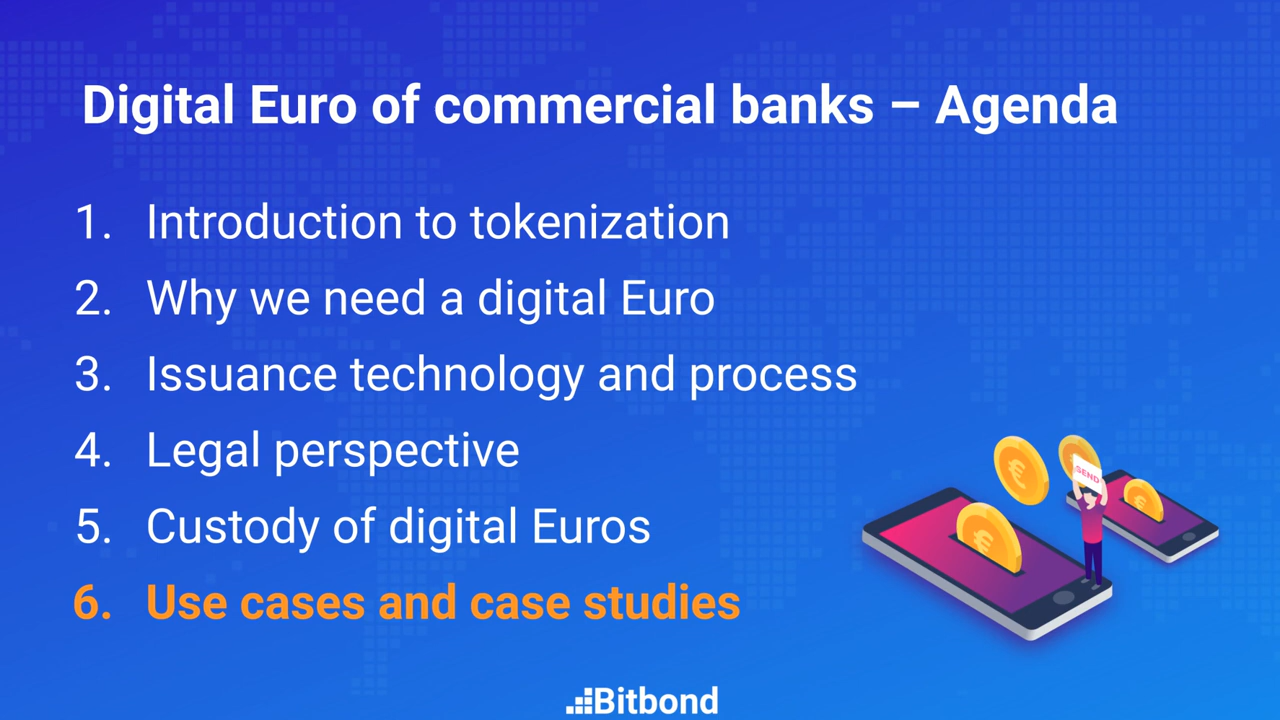 Digital Euro of commercial banks – Agenda
1. Introduction to tokenization
2. Why we need a digital Euro
3. Issuance technology and process
4. Legal perspective
5. Custody of digital Euros
6. Use cases and case studies
€
€
€
SEND
€
Bitbond